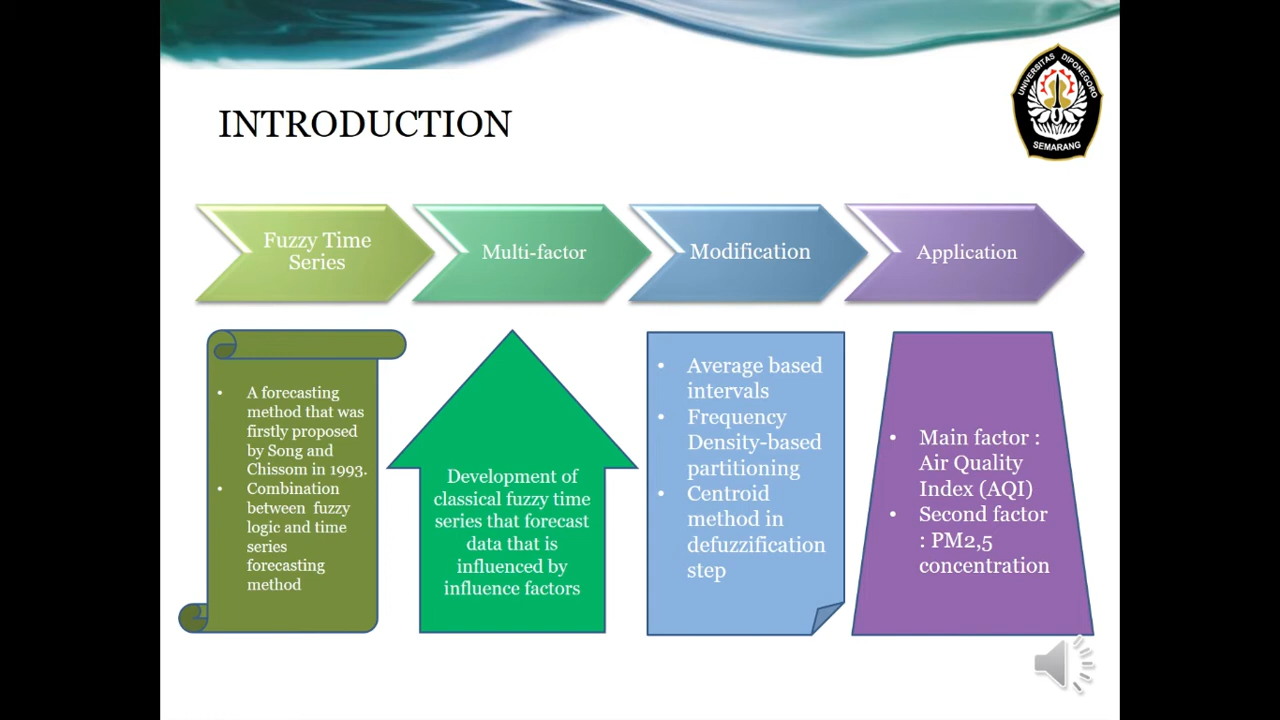 UNIVERSITAS DIPONEGORO
SEMARANG
INTRODUCTION
Fuzzy Time
Series
Multi-factor
Modification
Application
• A forecasting
method that was
firstly proposed
by Song and
Chissom in 1993.
• Combination
between fuzzy
logic and time
series
forecasting
method
Development of
classical fuzzy time
series that forecast
data that is
influenced by
influence factors
• Average based
intervals
• Frequency
Density-based
partitioning
• Centroid
method in
defuzzification
step
• Main factor :
Air Quality
Index (AQI)
• Second factor
: PM2,5
concentration